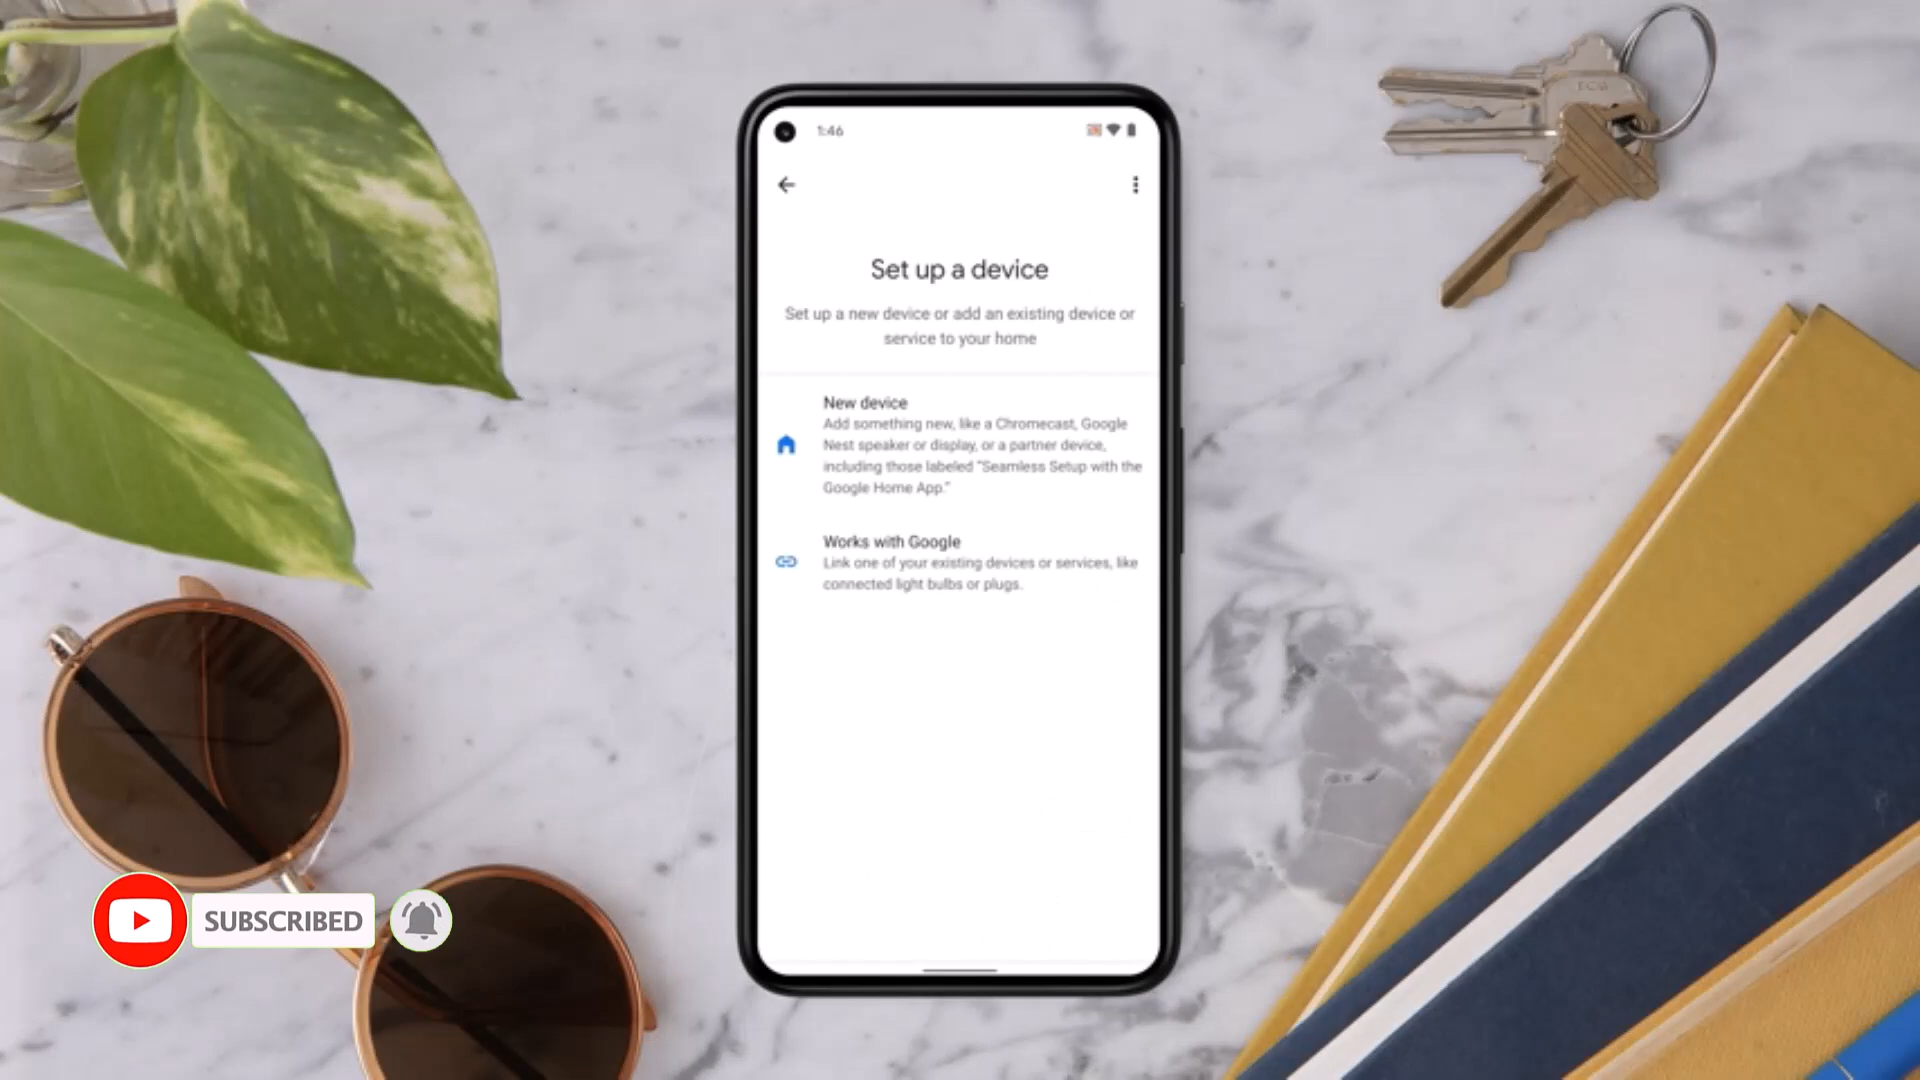 1:46
Set up a device
Set up a new device or add an existing device or
service to your home
New device
Add something new, like a Chromecast, Google
Nest speaker or display, or a partner device,
including those labeled "Seamless Setup with the
Google Home App."
Works with Google
Link one of your existing devices or services, like
connected light bulbs or plugs.
SUBSCRIBED